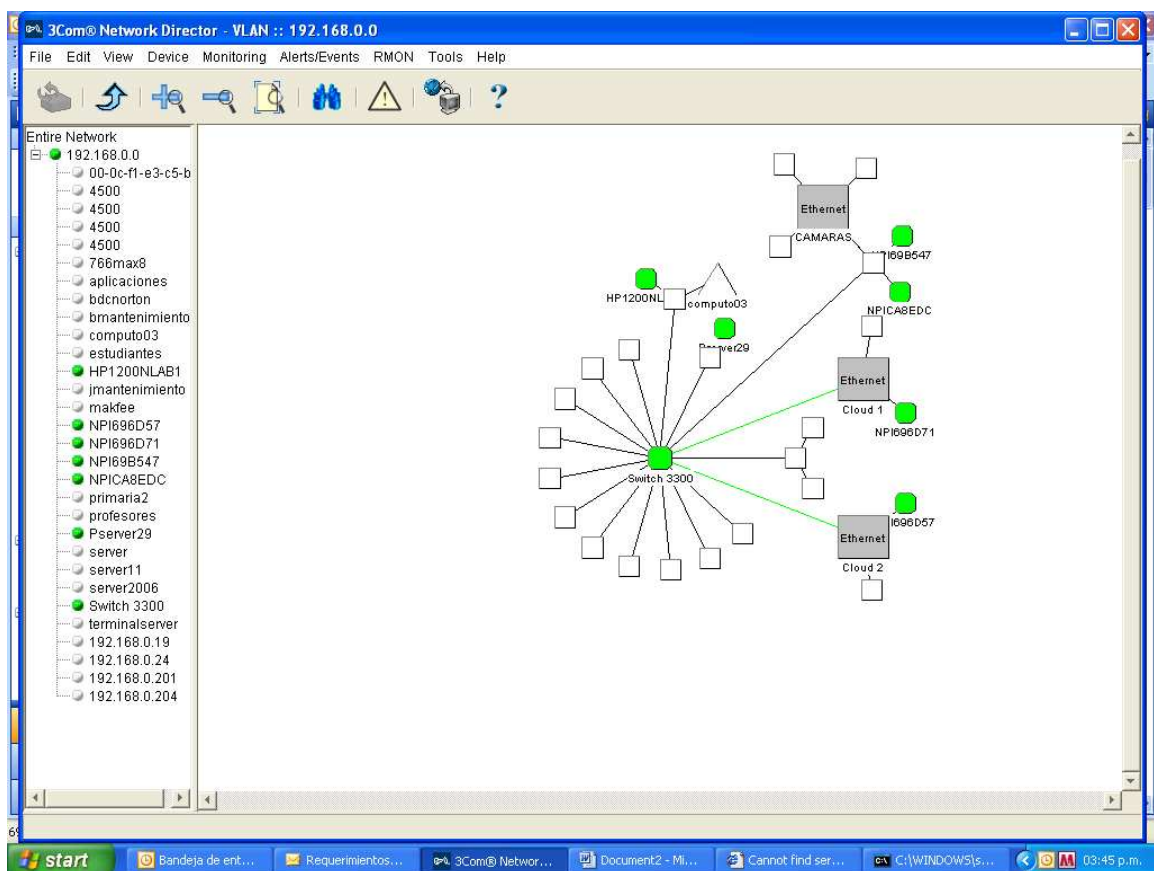 3Com® Network Director - VLAN :: 192.168.0.0
File Edit View Device Monitoring Alerts/Events RMON Tools Help
Entire Network
192.168.0.0
00-0c-f1-e3-c5-b
4500
4500
4500
4500
766max8
aplicaciones
bdcnorton
bmantenimiento
computo03
estudiantes
HP1200NLAB1
jmantenimiento
makfee
NPI696D57
NPI696D71
NPI69B547
NPICA8EDC
primaria2
profesores
Pserver29
server
server11
server2006
Switch 3300
terminalserver
192.168.0.19
192.168.0.24
192.168.0.201
192.168.0.204
Ethernet
CAMARAS
PI69B547
HP1200NL
computo03
NPICA8EDC
Pserver29
Ethernet
Cloud 1
NPI696D71
Switch 3300
I696D57
Ethernet
Cloud 2
start
Bandeja de ent...
Requerimientos...
3Com® Networ...
Document2 - Mi...
Cannot find ser...
C:\WINDOWS\s...
03:45 p.m.